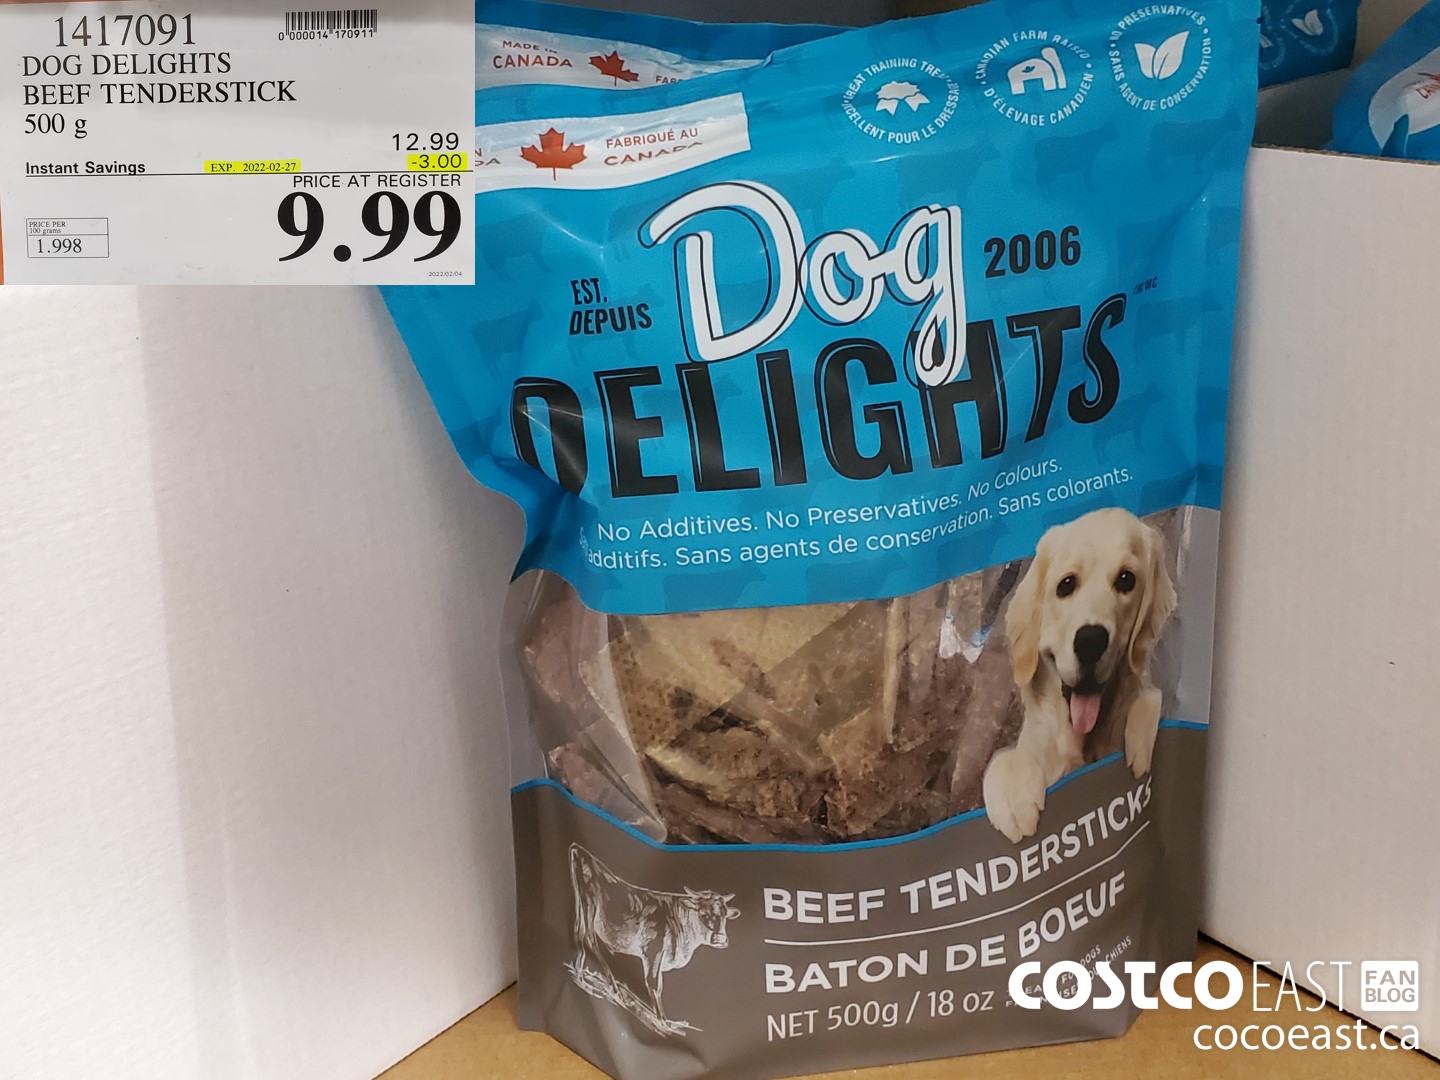 1417091
0 000014 170911
DOG DELIGHTS
BEEF TENDERSTICK
500 g
12.99
Instant Savings EXP. 2022-02-27 -3.00
PRICE AT REGISTER
9.99
PRICE PER
100 grams
1.998
2022/02/04
MADE IN
CANADA
FABRIQUÉ AU
CANADA
CANADIAN FARM RAISED
D'ÉLEVAGE CANADIEN
NO PRESERVATIVES
SANS AGENT DE CONSERVATION
EST. 2006
DEPUIS
Dog
DELIGHTS
No Additives. No Preservatives. No Colours.
additifs. Sans agents de conservation. Sans colorants.
BEEF TENDERSTICKS
BATON DE BOEUF
NET 500g / 18 oz
COSTCO EAST FAN
BLOG
cocoeast.ca